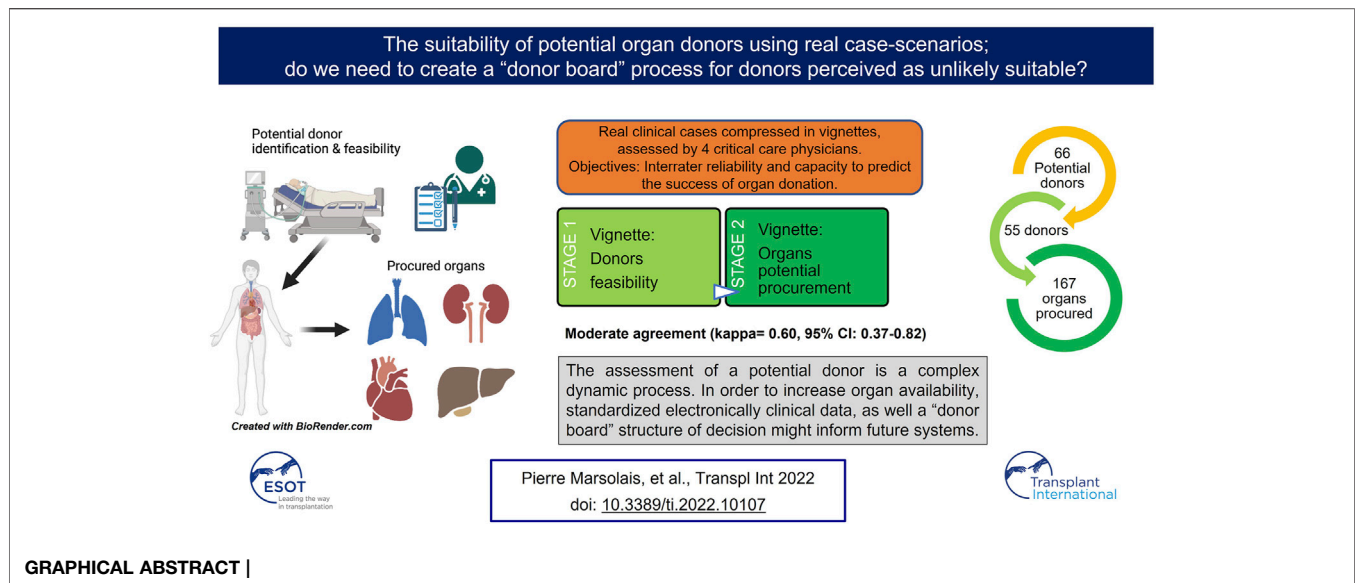 The suitability of potential organ donors using real case-scenarios;
do we need to create a “donor board” process for donors perceived as unlikely suitable?
Potential donor
identification & feasibility
Procured organs
Created with BioRender.com
Real clinical cases compressed in vignettes,
assessed by 4 critical care physicians.
Objectives: Interrater reliability and capacity to predict
the success of organ donation.
STAGE 1
Vignette:
Donors
feasibility
STAGE 2
Vignette:
Organs
potential
procurement
Moderate agreement (kappa= 0.60, 95% CI: 0.37-0.82)
The assessment of a potential donor is a complex
dynamic process. In order to increase organ availability,
standardized electronically clinical data, as well a “donor
board” structure of decision might inform future systems.
66
Potential
donors
55 donors
167
organs
procured
ESOT
Leading the way
in transplantation
Pierre Marsolais, et al., Transpl Int 2022
doi: 10.3389/ti.2022.10107
Transplant
International
GRAPHICAL ABSTRACT |